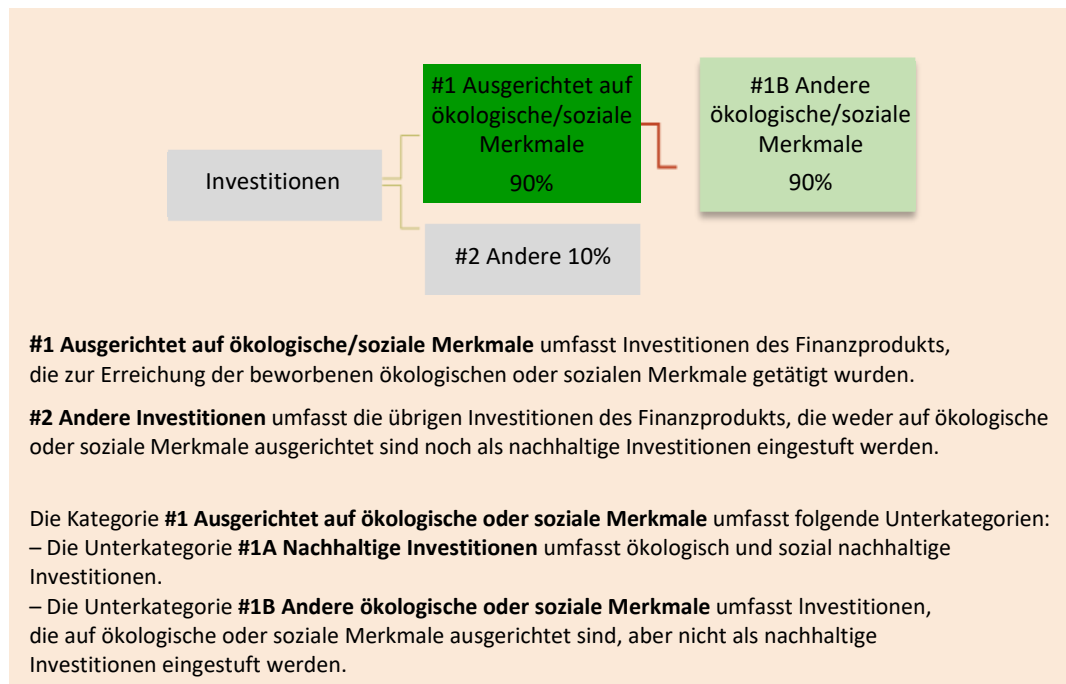 #1 Ausgerichtet auf
ökologische/soziale
Merkmale
90%
#1B Andere
ökologische/soziale
Merkmale
90%
Investitionen
#2 Andere 10%
#1 Ausgerichtet auf ökologische/soziale Merkmale umfasst Investitionen des Finanzprodukts,
die zur Erreichung der beworbenen ökologischen oder sozialen Merkmale getätigt wurden.
#2 Andere Investitionen umfasst die übrigen Investitionen des Finanzprodukts, die weder auf ökologische
oder soziale Merkmale ausgerichtet sind noch als nachhaltige Investitionen eingestuft werden.
Die Kategorie #1 Ausgerichtet auf ökologische oder soziale Merkmale umfasst folgende Unterkategorien:
– Die Unterkategorie #1A Nachhaltige Investitionen umfasst ökologisch und sozial nachhaltige
Investitionen.
– Die Unterkategorie #1B Andere ökologische oder soziale Merkmale umfasst Investitionen,
die auf ökologische oder soziale Merkmale ausgerichtet sind, aber nicht als nachhaltige
Investitionen eingestuft werden.